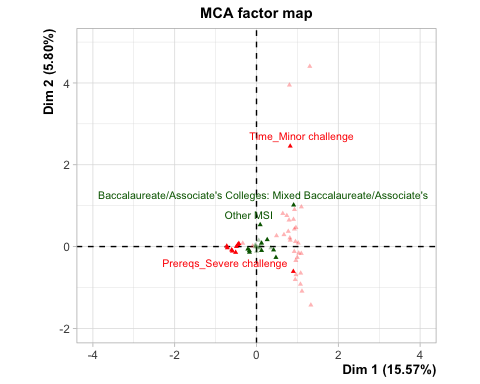 MCA factor map
Dim 2 (5.80%)
4
Time_Minor challenge
2
Baccalaureate/Associate's Colleges: Mixed Baccalaureate/Associate's
Other MSI
0
Prereqs_Severe challenge
-2
-4
-2
0
2
4
Dim 1 (15.57%)